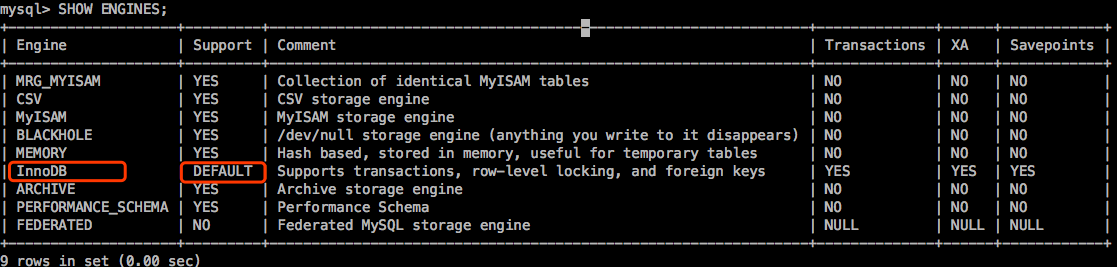 mysql> SHOW ENGINES;
+--------------------+---------+----------------------------------------------------------------+--------------+------+------------+
| Engine             | Support | Comment                                                        | Transactions | XA   | Savepoints |
+--------------------+---------+----------------------------------------------------------------+--------------+------+------------+
| MRG_MYISAM         | YES     | Collection of identical MyISAM tables                          | NO           | NO   | NO         |
| CSV                | YES     | CSV storage engine                                             | NO           | NO   | NO         |
| MyISAM             | YES     | MyISAM storage engine                                          | NO           | NO   | NO         |
| BLACKHOLE          | YES     | /dev/null storage engine (anything you write to it disappears) | NO           | NO   | NO         |
| MEMORY             | YES     | Hash based, stored in memory, useful for temporary tables      | NO           | NO   | NO         |
| InnoDB             | DEFAULT | Supports transactions, row-level locking, and foreign keys     | YES          | YES  | YES        |
| ARCHIVE            | YES     | Archive storage engine                                         | NO           | NO   | NO         |
| PERFORMANCE_SCHEMA | YES     | Performance Schema                                             | NO           | NO   | NO         |
| FEDERATED          | NO      | Federated MySQL storage engine                                 | NULL         | NULL | NULL       |
+--------------------+---------+----------------------------------------------------------------+--------------+------+------------+
9 rows in set (0.00 sec)